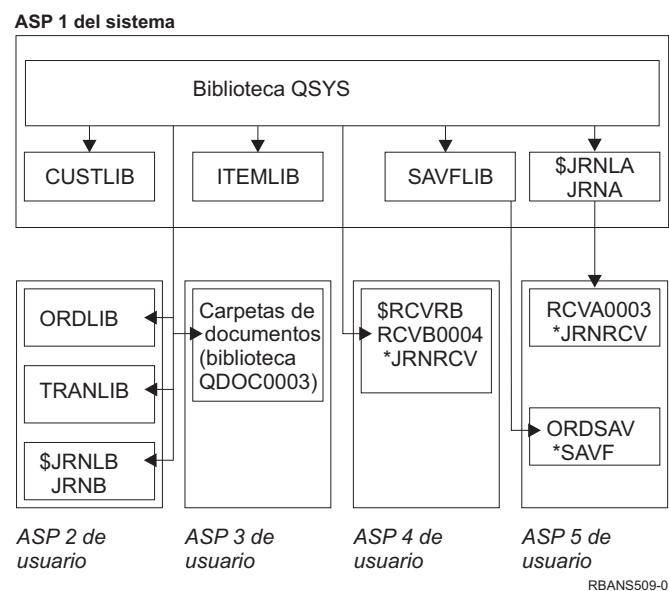 ASP 1 del sistema
Biblioteca QSYS
CUSTLIB
ITEMLIB
SAVFLIB
$JRNLA
JRNA
ORDLIB
TRANLIB
$JRNLB
JRNB
Carpetas de
documentos
(biblioteca
QDOC0003)
$RCVRB
RCVB0004
*JRNRCV
RCVA0003
*JRNRCV
ORDSAV
*SAVF
ASP 2 de
usuario
ASP 3 de
usuario
ASP 4 de
usuario
ASP 5 de
usuario
RBANS509-0